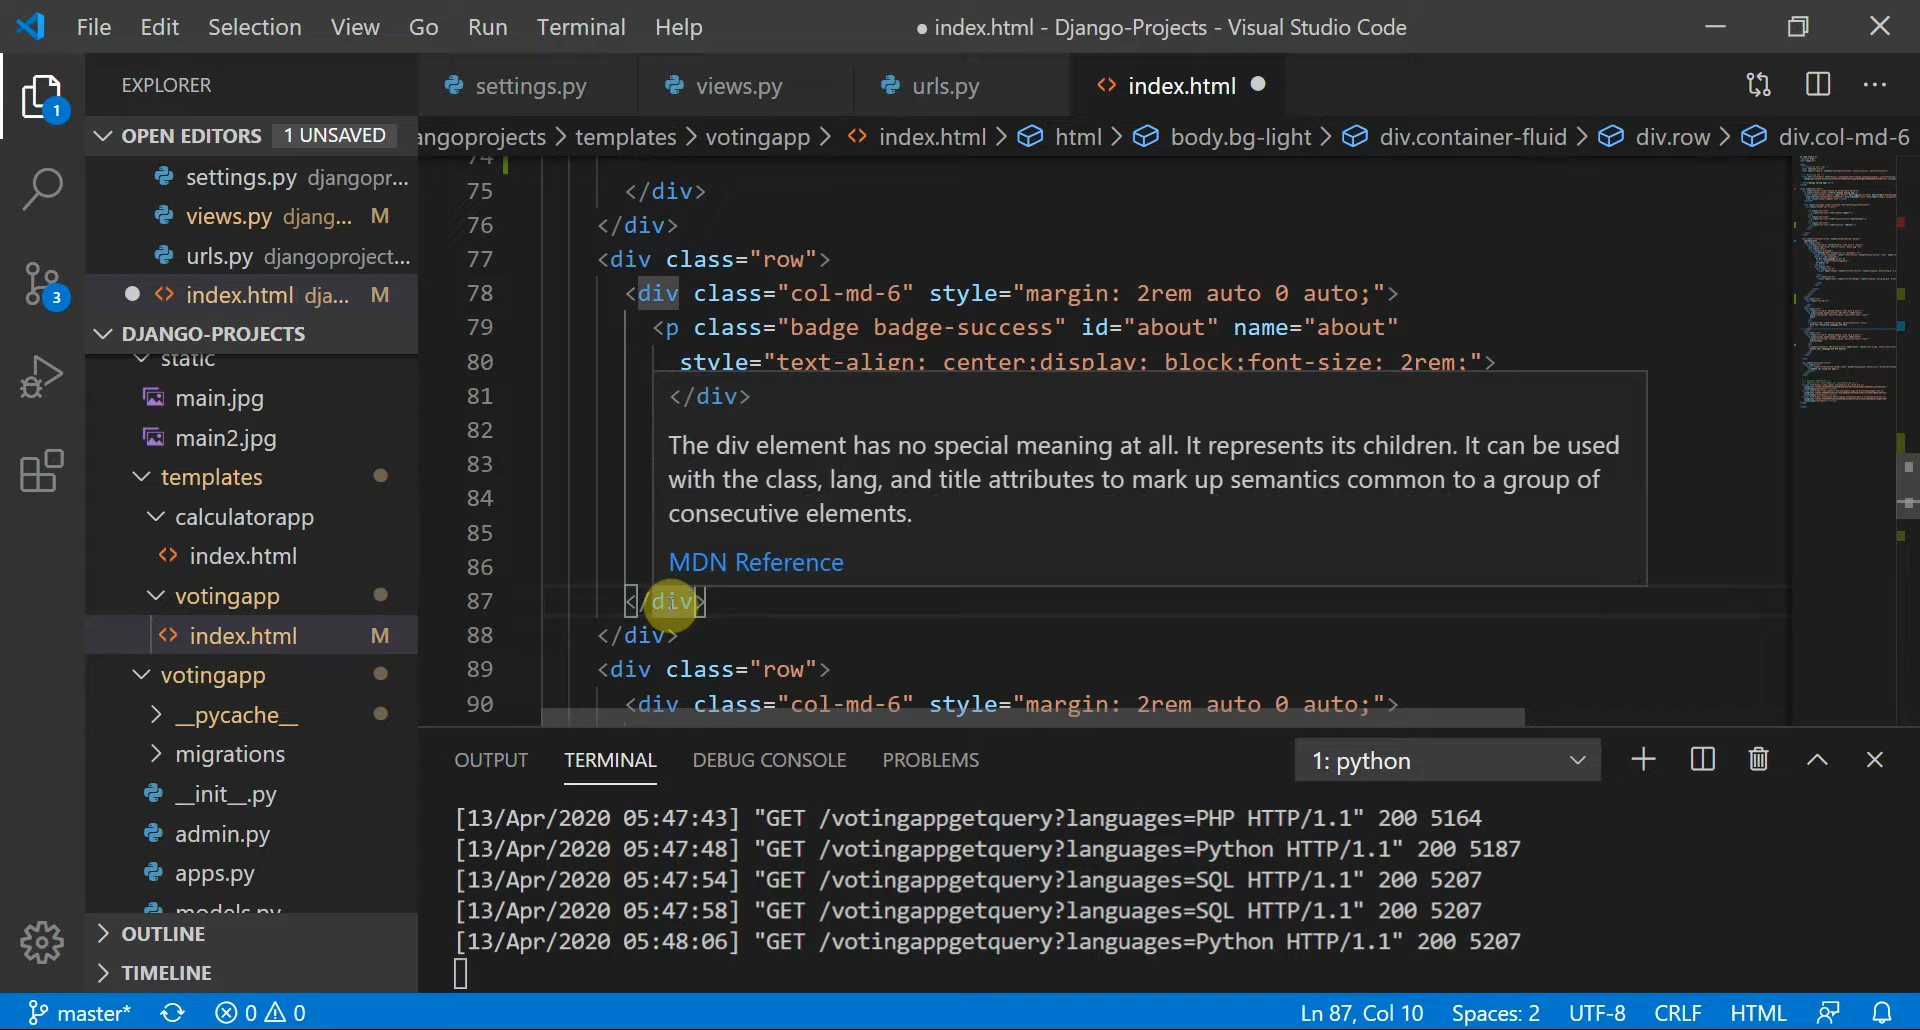 File Edit Selection View Go Run Terminal Help
● index.html - Django-Projects - Visual Studio Code
EXPLORER
1
OPEN EDITORS 1 UNSAVED
settings.py djangopr...
views.py djang... M
urls.py djangoproject...
● index.html dja... M
3
DJANGO-PROJECTS
static
main.jpg
main2.jpg
templates
calculatorapp
index.html
votingapp
index.html M
votingapp
__pycache__
migrations
__init__.py
admin.py
apps.py
models.py
OUTLINE
TIMELINE
settings.py views.py urls.py index.html ●
angoprojects > templates > votingapp > index.html > html > body.bg-light > div.container-fluid > div.row > div.col-md-6
74
75 </div>
76 </div>
77 <div class="row">
78 <div class="col-md-6" style="margin: 2rem auto 0 auto;">
79 <p class="badge badge-success" id="about" name="about"
80 style="text-align: center;display: block;font-size: 2rem;">
81 </div>
82
83 The div element has no special meaning at all. It represents its children. It can be used
84 with the class, lang, and title attributes to mark up semantics common to a group of
85 consecutive elements.
86 MDN Reference
87 </div>
88 </div>
89 <div class="row">
90 <div class="col-md-6" style="margin: 2rem auto 0 auto;">
OUTPUT TERMINAL DEBUG CONSOLE PROBLEMS 1: python
[13/Apr/2020 05:47:43] "GET /votingappgetquery?languages=PHP HTTP/1.1" 200 5164
[13/Apr/2020 05:47:48] "GET /votingappgetquery?languages=Python HTTP/1.1" 200 5187
[13/Apr/2020 05:47:54] "GET /votingappgetquery?languages=SQL HTTP/1.1" 200 5207
[13/Apr/2020 05:47:58] "GET /votingappgetquery?languages=SQL HTTP/1.1" 200 5207
[13/Apr/2020 05:48:06] "GET /votingappgetquery?languages=Python HTTP/1.1" 200 5207
master* 0 0 Ln 87, Col 10 Spaces: 2 UTF-8 CRLF HTML